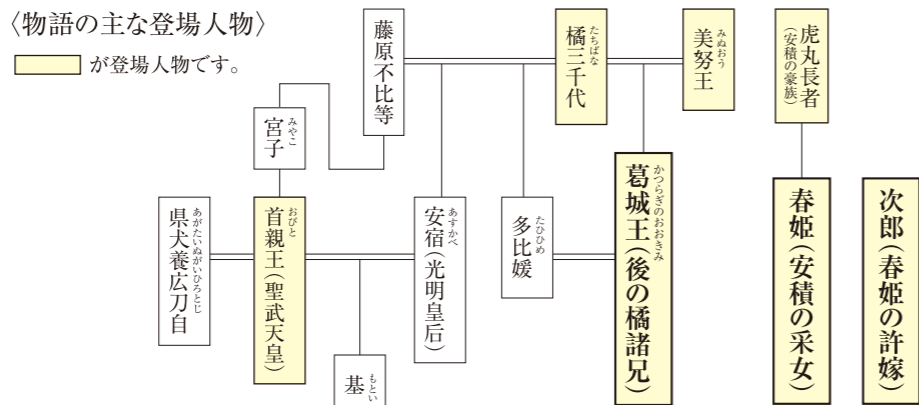 〈物語の主な登場人物〉
が登場人物です。
虎丸長者
(安積の豪族)
美努王
みぬおう
橘三千代
たちばな
藤原不比等
宮子
みやこ
次郎(春姫の許嫁)
春姫(安積の采女)
葛城王(後の橘諸兄)
かつらぎのおおきみ
多比媛
たひひめ
安宿(光明皇后)
あすかべ
首親王(聖武天皇)
おびと
県犬養広刀自
あがたいぬがいひろとじ
基
もとい